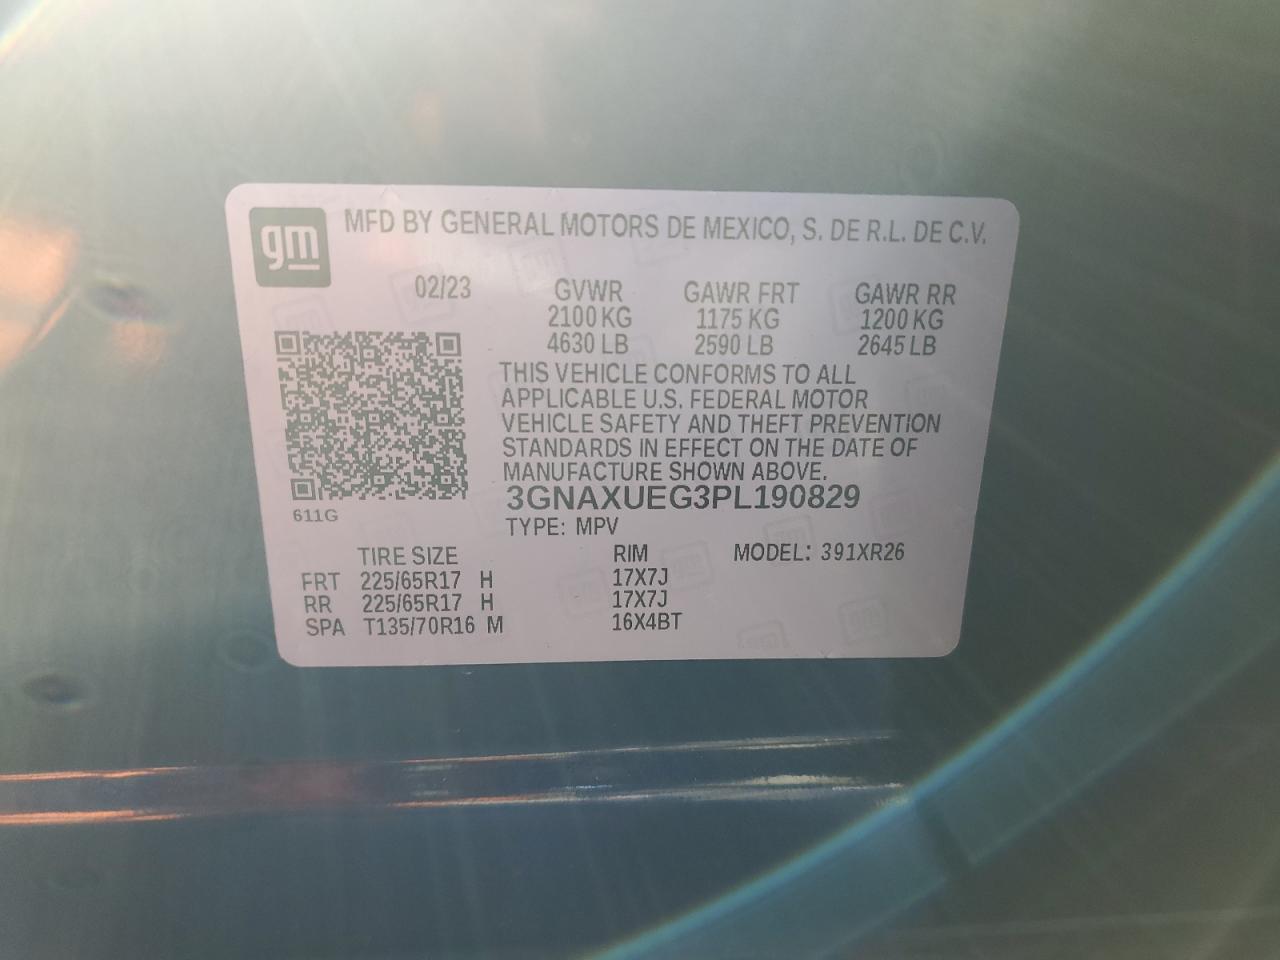 gm
MFD BY GENERAL MOTORS DE MEXICO, S. DE R.L. DE C.V.
02/23 GVWR GAWR FRT GAWR RR
2100 KG 1175 KG 1200 KG
4630 LB 2590 LB 2645 LB
THIS VEHICLE CONFORMS TO ALL
APPLICABLE U.S. FEDERAL MOTOR
VEHICLE SAFETY AND THEFT PREVENTION
STANDARDS IN EFFECT ON THE DATE OF
MANUFACTURE SHOWN ABOVE.
3GNAXUEG3PL190829
611G
TYPE: MPV
TIRE SIZE RIM MODEL: 391XR26
FRT 225/65R17 H 17X7J
RR 225/65R17 H 17X7J
SPA T135/70R16 M 16X4BT